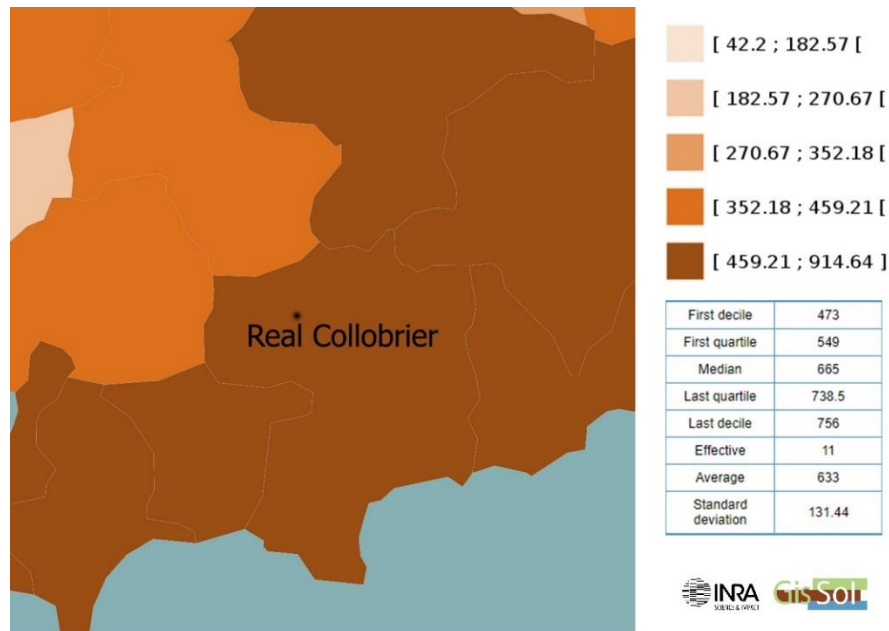 Real Collobrier
[ 42.2 ; 182.57 [
[ 182.57 ; 270.67 [
[ 270.67 ; 352.18 [
[ 352.18 ; 459.21 [
[ 459.21 ; 914.64 ]
First decile 473
First quartile 549
Median 665
Last quartile 738.5
Last decile 756
Effective 11
Average 633
Standard
deviation 131.44
INRA
SCIENCE & IMPACT
GisSol